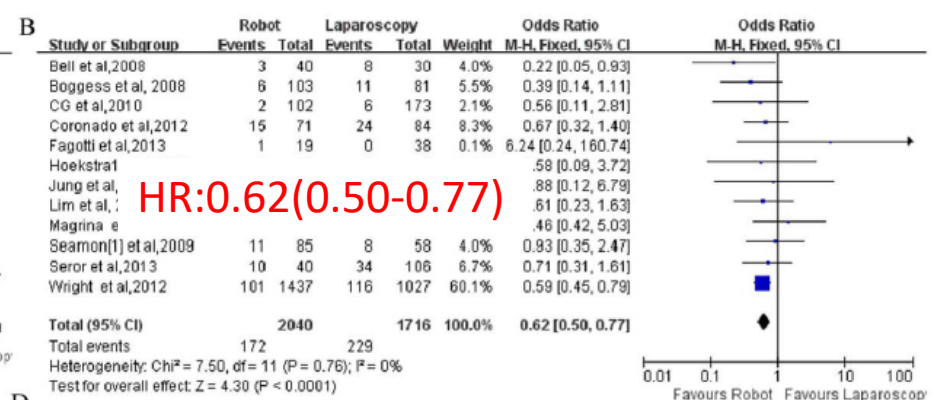 B
Robot Laparoscopy Odds Ratio Odds Ratio
Study or Subgroup Events Total Events Total Weight M-H, Fixed, 95% CI M-H, Fixed, 95% CI
Bell et al,2008 3 40 8 30 4.0% 0.22 [0.05, 0.93]
Boggess et al, 2008 6 103 11 81 5.5% 0.39 [0.14, 1.11]
CG et al,2010 2 102 6 173 2.1% 0.56 [0.11, 2.81]
Coronado et al,2012 15 71 24 84 8.3% 0.67 [0.32, 1.40]
Fagotti et al,2013 1 19 0 38 0.1% 6.24 [0.24, 160.74]
Hoekstra .58 [0.09, 3.72]
Jung et al, .88 [0.12, 6.79]
Lim et al, .61 [0.23, 1.63]
Magrina e .46 [0.42, 5.03]
HR:0.62(0.50-0.77)
Seamon[1] et al,2009 11 85 8 58 4.0% 0.93 [0.35, 2.47]
Seror et al,2013 10 40 34 106 6.7% 0.71 [0.31, 1.61]
Wright et al,2012 101 1437 116 1027 60.1% 0.59 [0.45, 0.79]
Total (95% CI) 2040 1716 100.0% 0.62 [0.50, 0.77]
Total events 172 229
Heterogeneity: Chi² = 7.50, df = 11 (P = 0.76); I² = 0%
Test for overall effect: Z = 4.30 (P < 0.0001)
0.01 0.1 1 10 100
Favours Robot Favours Laparoscopy